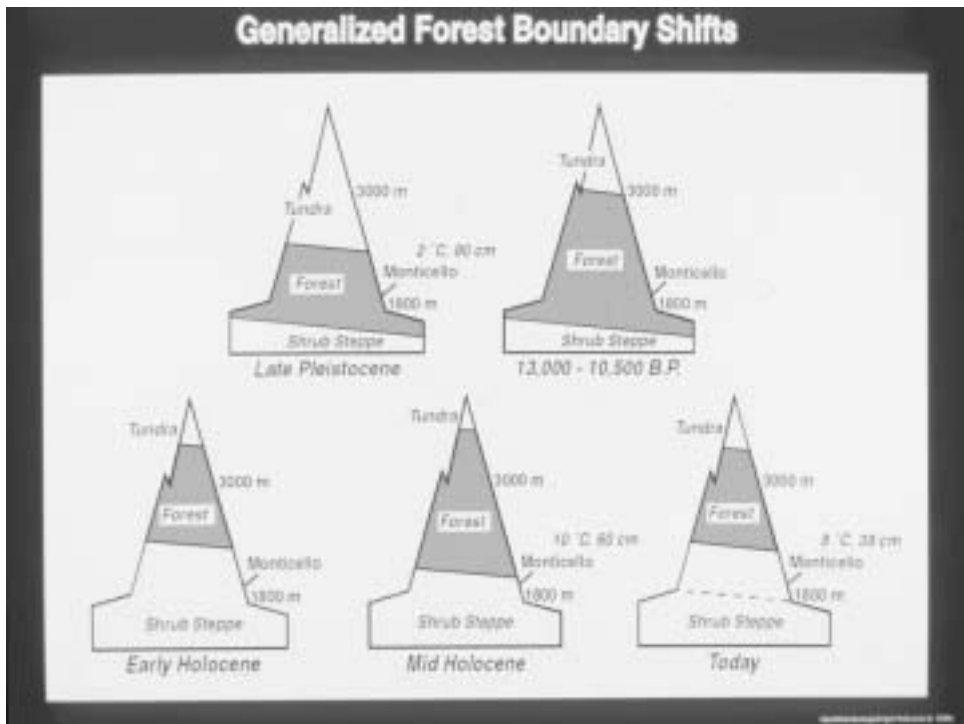 Generalized Forest Boundary Shifts
Tundra
3000 m
Tundra
2 °C, 80 cm
Forest
Monticello
1800 m
Shrub Steppe
Late Pleistocene
Tundra
3000 m
Forest
Monticello
1800 m
Shrub Steppe
13,000 - 10,500 B.P.
Tundra
3000 m
Forest
Monticello
1800 m
Shrub Steppe
Early Holocene
Tundra
3000 m
Forest
10 °C, 60 cm
Monticello
1800 m
Shrub Steppe
Mid Holocene
Tundra
3000 m
Forest
8 °C, 38 cm
Monticello
1800 m
Shrub Steppe
Today